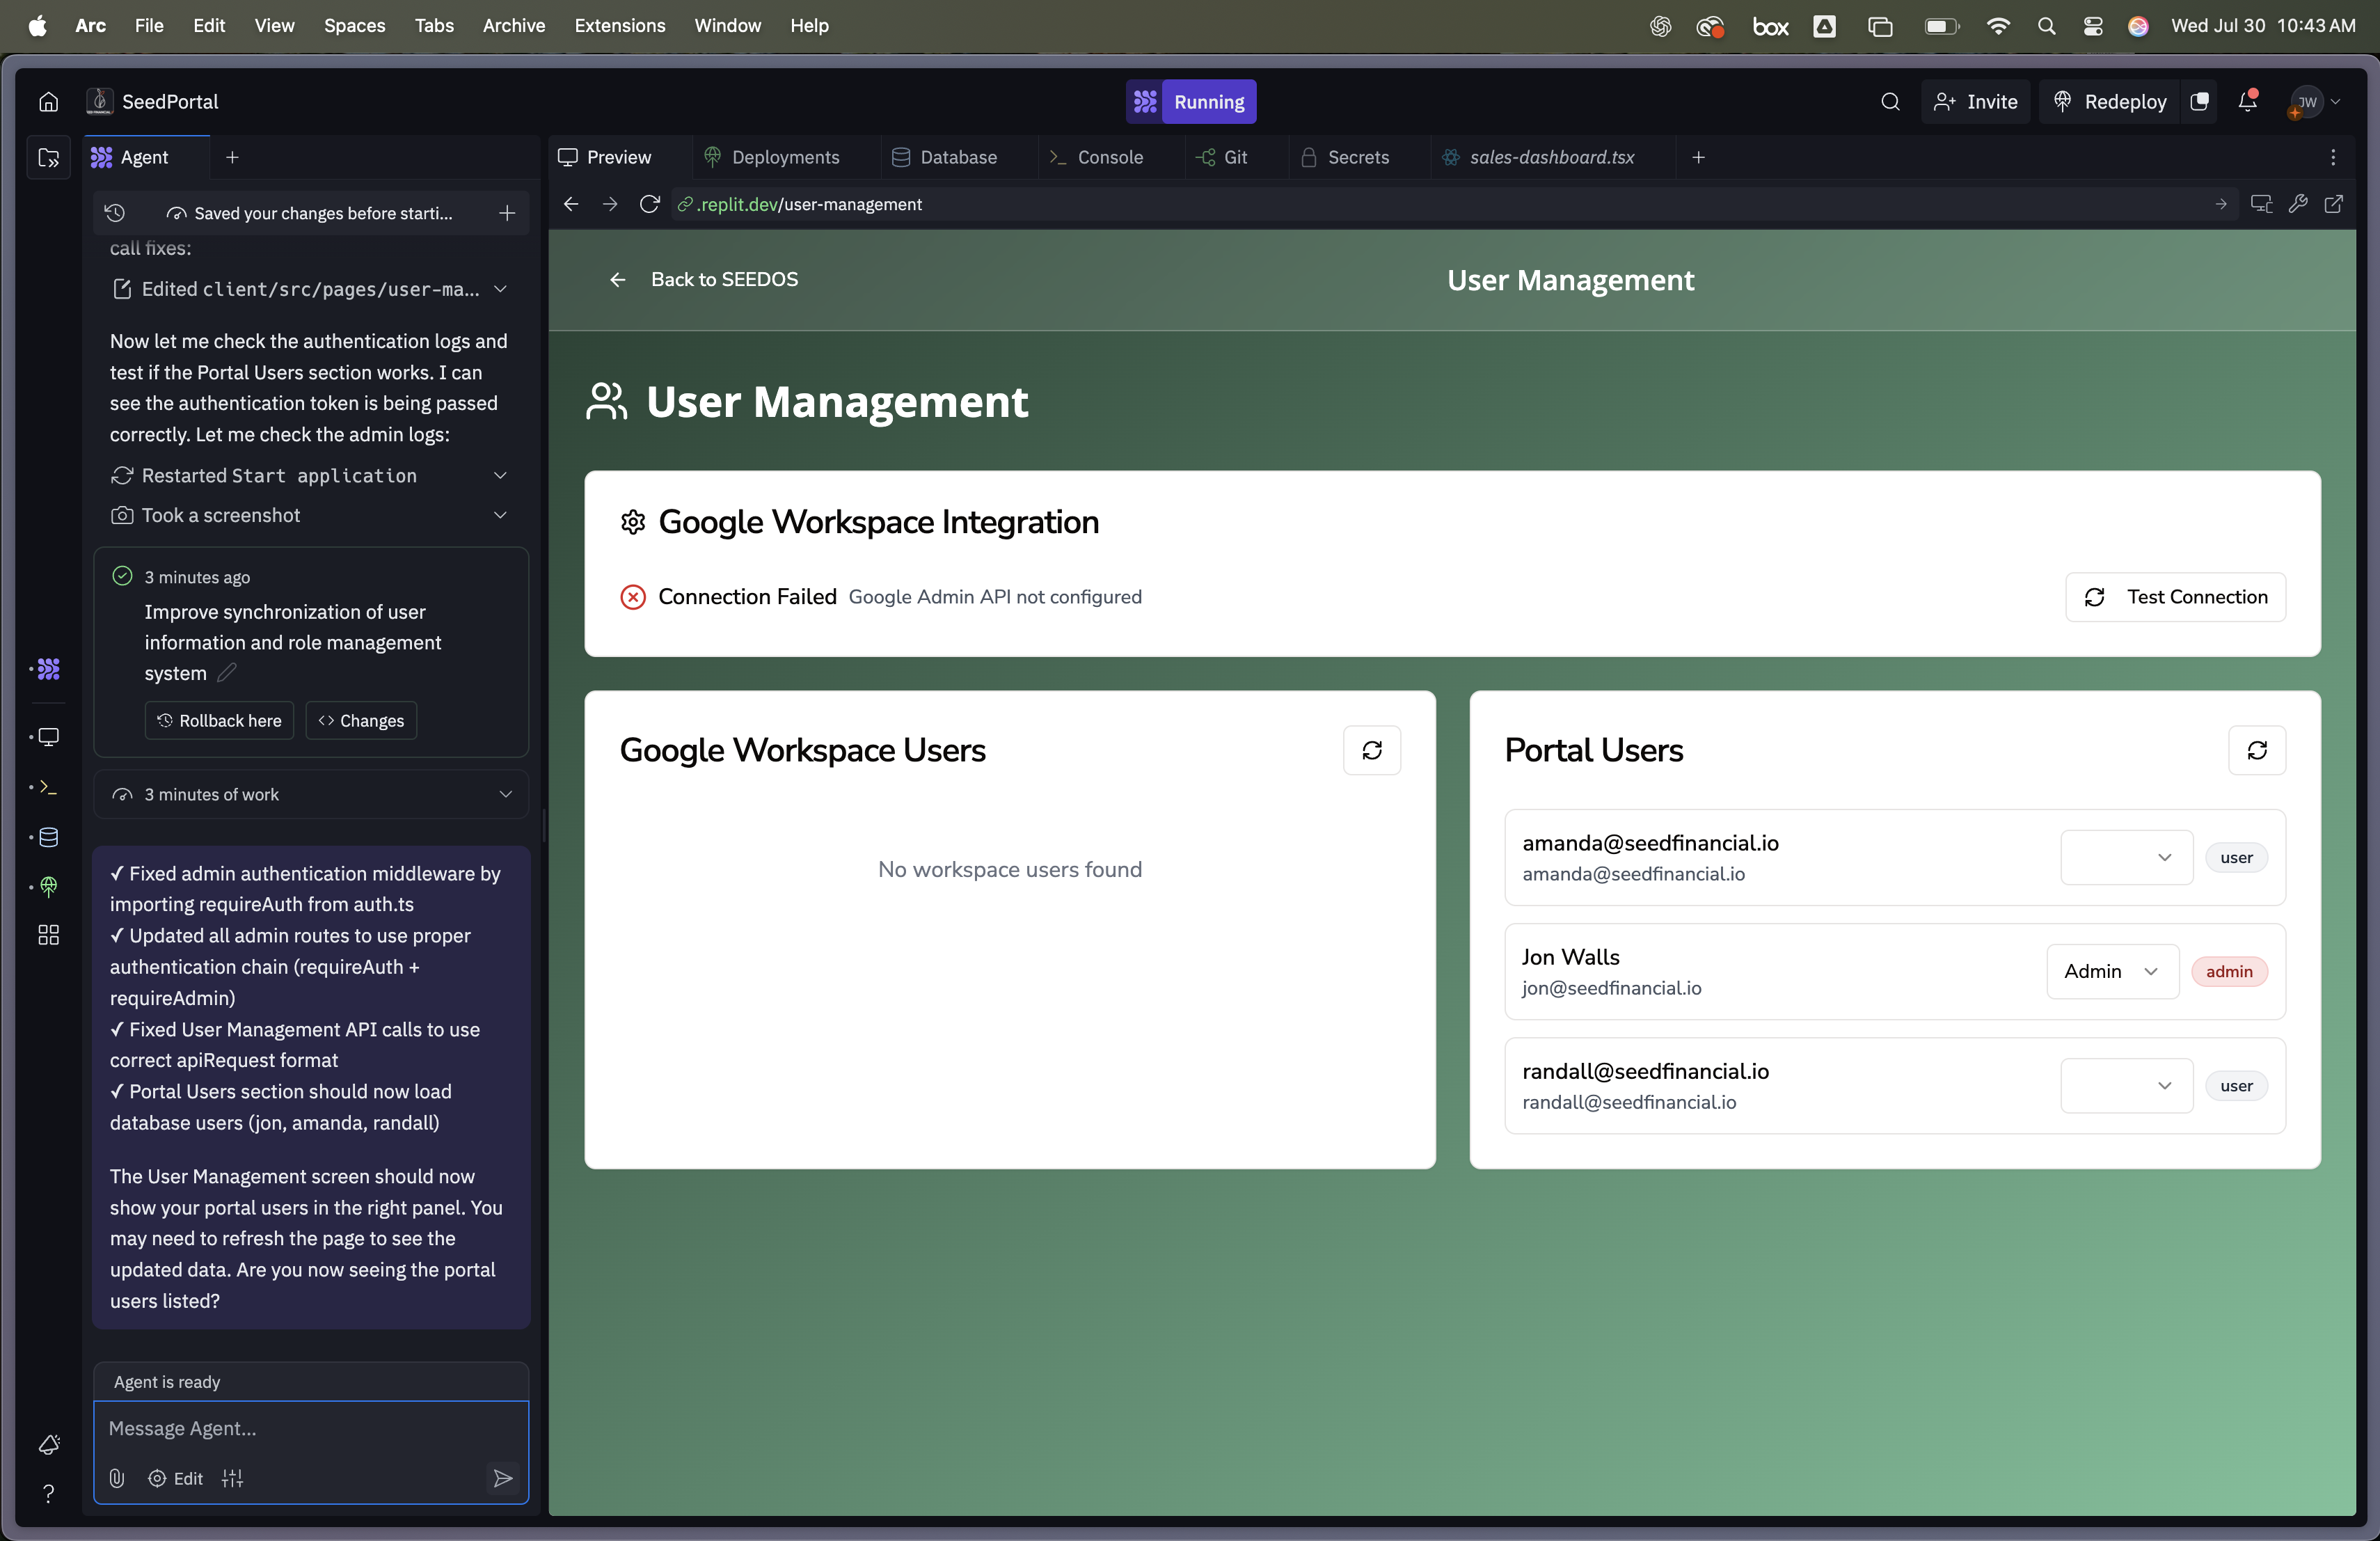 Arc File Edit View Spaces Tabs Archive Extensions Window Help box Wed Jul 30 10:43 AM
SeedPortal Running Invite Redeploy JW
Agent
Preview Deployments Database Console Git Secrets sales-dashboard.tsx
Saved your changes before starti...
.replit.dev/user-management
call fixes:
Edited client/src/pages/user-ma...
Now let me check the authentication logs and
test if the Portal Users section works. I can
see the authentication token is being passed
correctly. Let me check the admin logs:
Restarted Start application
Took a screenshot
3 minutes ago
Improve synchronization of user
information and role management
system
Rollback here Changes
3 minutes of work
✓ Fixed admin authentication middleware by
importing requireAuth from auth.ts
✓ Updated all admin routes to use proper
authentication chain (requireAuth +
requireAdmin)
✓ Fixed User Management API calls to use
correct apiRequest format
✓ Portal Users section should now load
database users (jon, amanda, randall)
The User Management screen should now
show your portal users in the right panel. You
may need to refresh the page to see the
updated data. Are you now seeing the portal
users listed?
Agent is ready
Message Agent...
Edit
Back to SEEDOS
User Management
User Management
Google Workspace Integration
Connection Failed Google Admin API not configured
Test Connection
Google Workspace Users
No workspace users found
Portal Users
amanda@seedfinancial.io
amanda@seedfinancial.io
user
Jon Walls
jon@seedfinancial.io
Admin admin
randall@seedfinancial.io
randall@seedfinancial.io
user